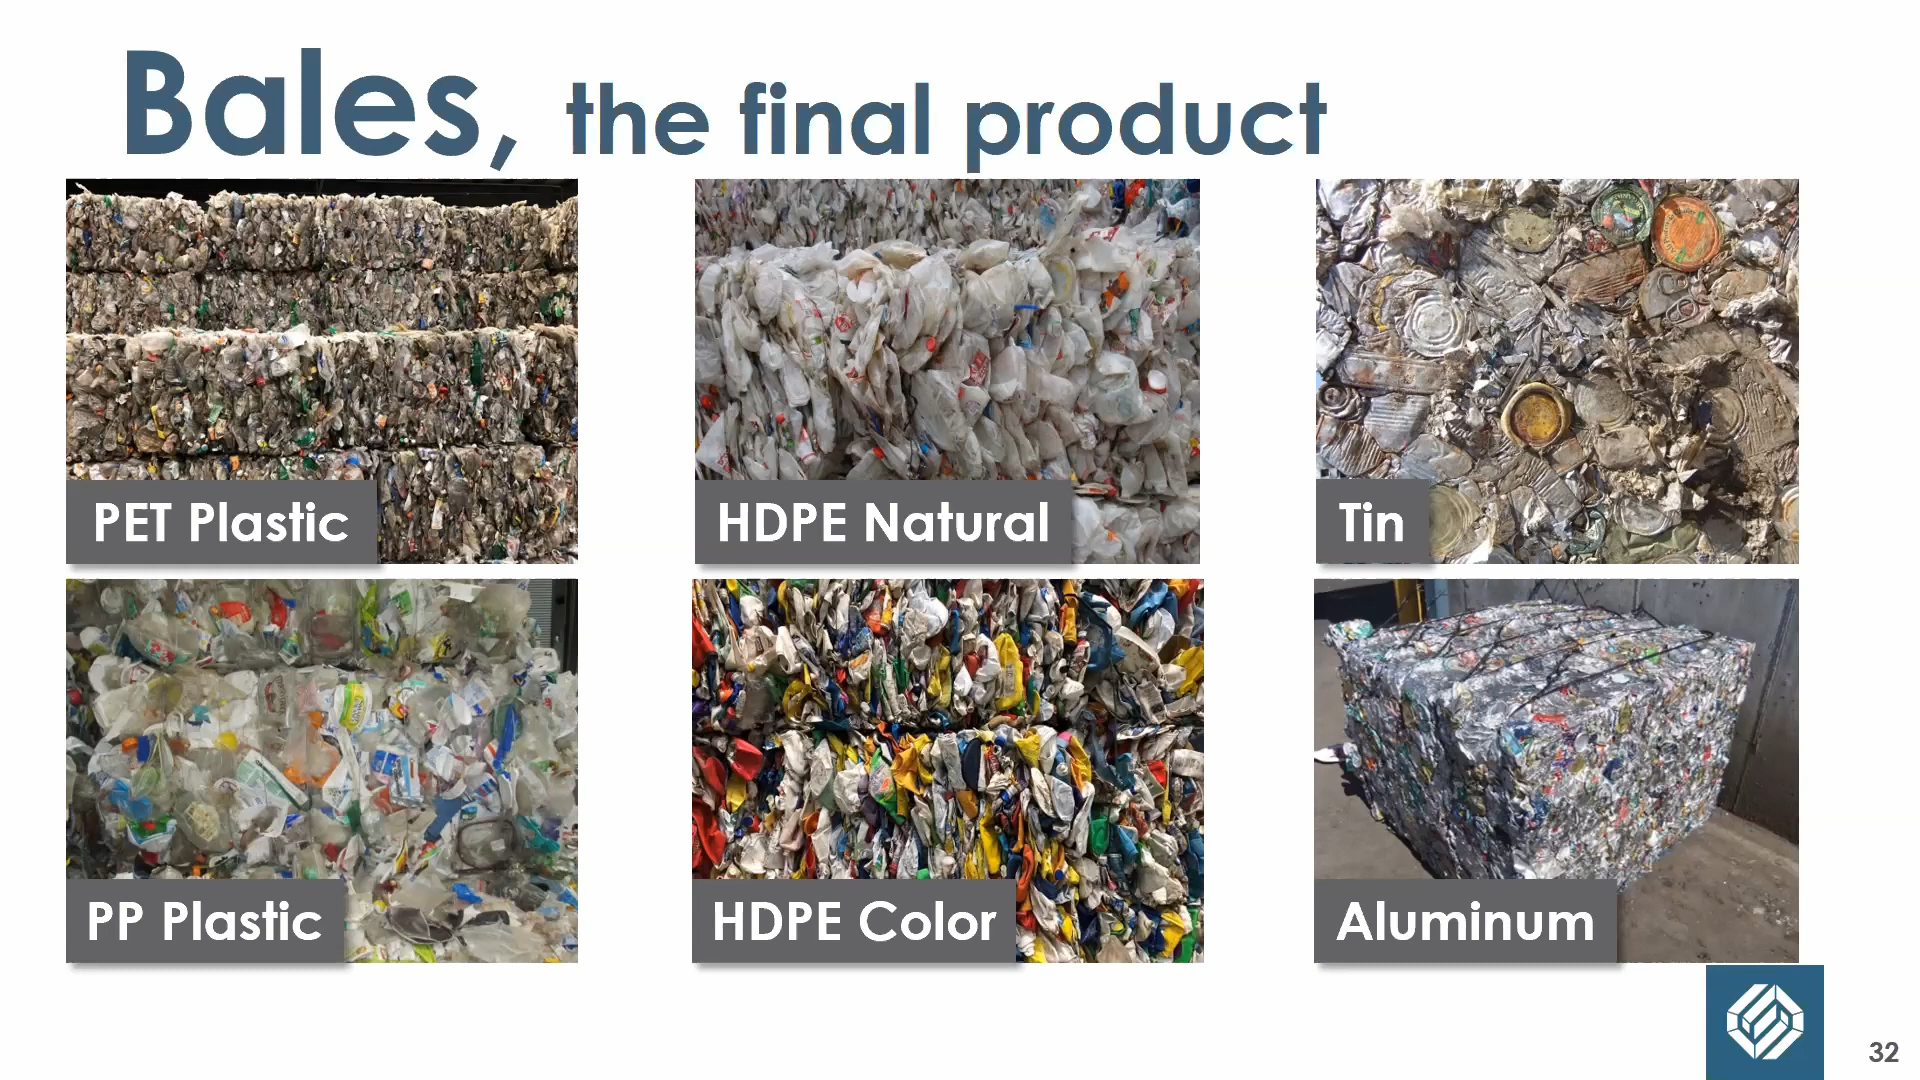 Bales, the final product
PET Plastic
HDPE Natural
Tin
PP Plastic
HDPE Color
Aluminum
32